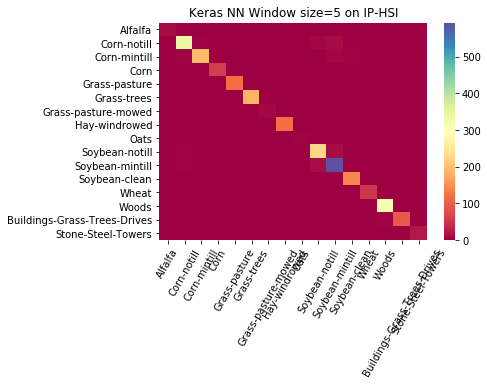 Keras NN Window size=5 on IP-HSI
Alfalfa
Corn-notill
Corn-mintill
Corn
Grass-pasture
Grass-trees
Grass-pasture-mowed
Hay-windrowed
Oats
Soybean-notill
Soybean-mintill
Soybean-clean
Wheat
Woods
Buildings-Grass-Trees-Drives
Stone-Steel-Towers
500
400
300
200
100
0
Alfalfa
Corn-notill
Corn-mintill
Corn
Grass-pasture
Grass-trees
Grass-pasture-mowed
Hay-windrowed
Oats
Soybean-notill
Soybean-mintill
Soybean-clean
Wheat
Woods
Buildings-Grass-Trees-Drives
Stone-Steel-Towers